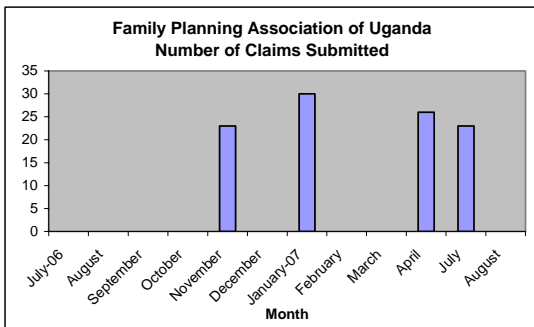 Family Planning Association of Uganda
Number of Claims Submitted
35
30
25
20
15
10
5
0
July-06
August
September
October
November
December
January-07
February
March
April
July
August
Month